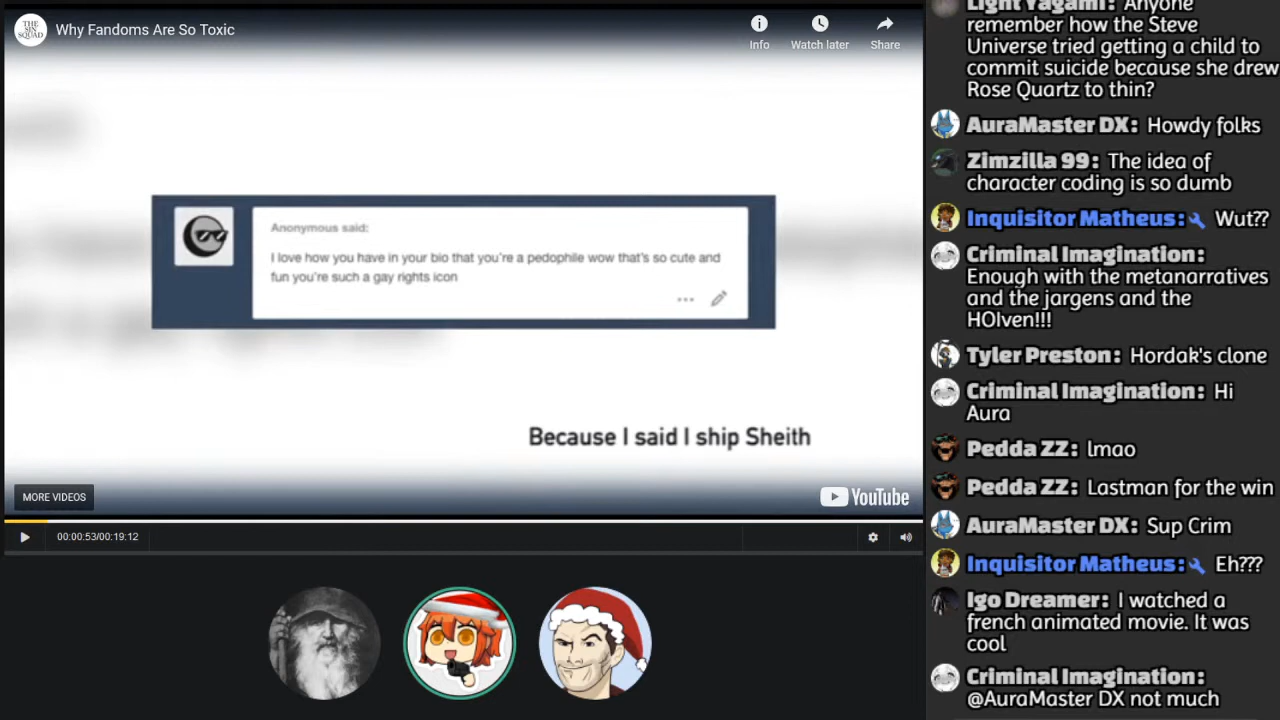 THE
SIN
SQUAD
Why Fandoms Are So Toxic
Info
Watch later
Share
Anonymous said:
I love how you have in your bio that you're a pedophile wow that's so cute and
fun you're such a gay rights icon
Because I said I ship Sheith
MORE VIDEOS
YouTube
00:00:53/00:19:12
Light Yagami: Anyone
remember how the Steve
Universe tried getting a child to
commit suicide because she drew
Rose Quartz to thin?
AuraMaster DX: Howdy folks
Zimzilla 99: The idea of
character coding is so dumb
Inquisitor Matheus: Wut??
Criminal Imagination:
Enough with the metanarratives
and the jargens and the
HOIven!!!
Tyler Preston: Hordak's clone
Criminal Imagination: Hi
Aura
Pedda ZZ: lmao
Pedda ZZ: Lastman for the win
AuraMaster DX: Sup Crim
Inquisitor Matheus: Eh???
Igo Dreamer: I watched a
french animated movie. It was
cool
Criminal Imagination:
@AuraMaster DX not much